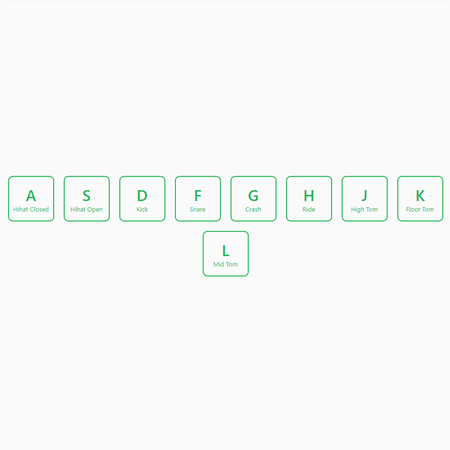 A S D F G H J K
Hihat Closed Hihat Open Kick Snare Crash Ride High Tom Floor Tom
L
Mid Tom